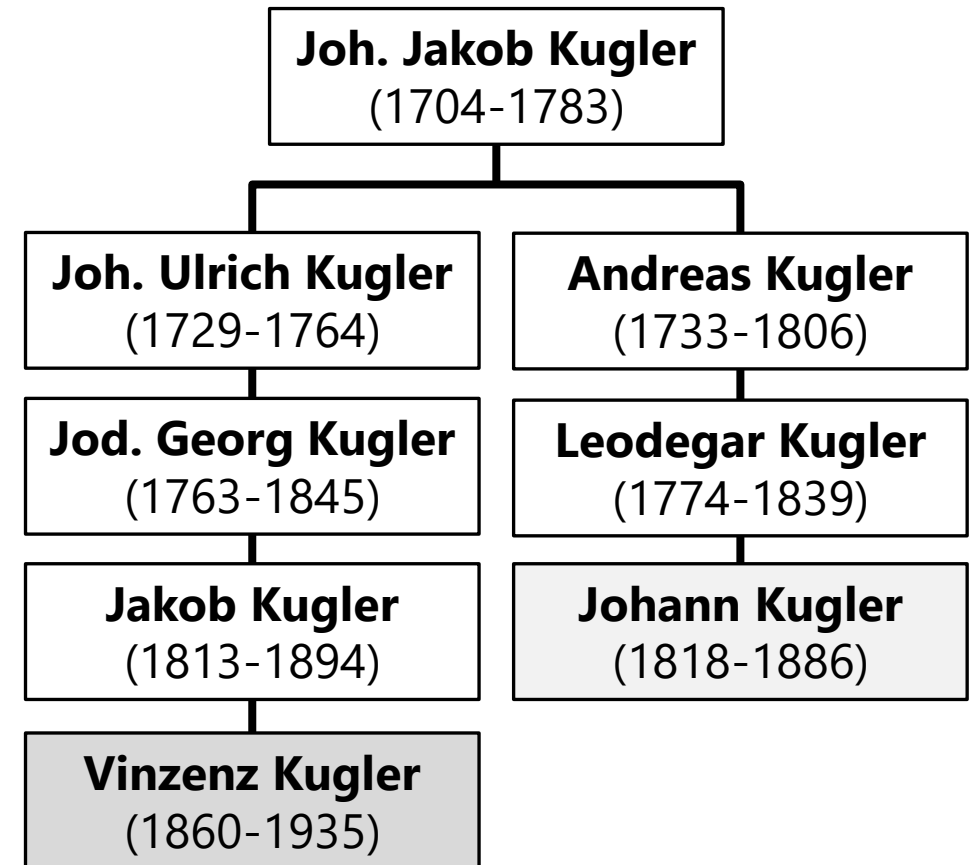 Joh. Jakob Kugler
(1704-1783)
Joh. Ulrich Kugler
(1729-1764)
Andreas Kugler
(1733-1806)
Jod. Georg Kugler
(1763-1845)
Leodegar Kugler
(1774-1839)
Jakob Kugler
(1813-1894)
Johann Kugler
(1818-1886)
Vinzenz Kugler
(1860-1935)